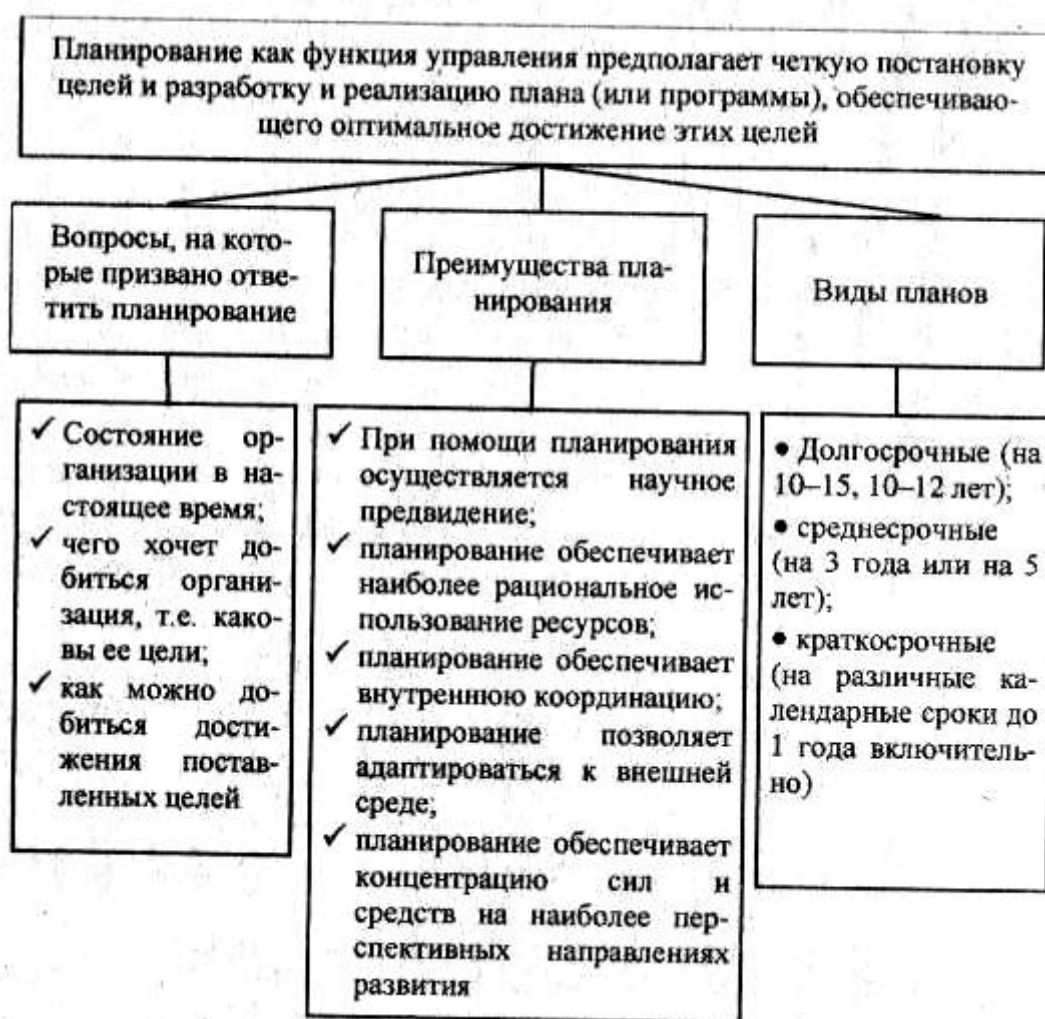 Планирование как функция управления предполагает четкую постановку
целей и разработку и реализацию плана (или программы), обеспечиваю-
щего оптимальное достижение этих целей
Вопросы, на кото-
рые призвано отве-
тить планирование
Преимущества пла-
нирования
Виды планов
✓ Состояние ор-
ганизации в на-
стоящее время;
✓ чего хочет до-
биться органи-
зация, т.е. како-
вы ее цели;
✓ как можно до-
биться дости-
жения постав-
ленных целей
✓ При помощи планирования
осуществляется научное
предвидение;
✓ планирование обеспечивает
наиболее рациональное ис-
пользование ресурсов;
✓ планирование обеспечивает
внутреннюю координацию;
✓ планирование позволяет
адаптироваться к внешней
среде;
✓ планирование обеспечивает
концентрацию сил и
средств на наиболее пер-
спективных направлениях
развития
• Долгосрочные (на
10–15, 10–12 лет);
• среднесрочные
(на 3 года или на 5
лет);
• краткосрочные
(на различные ка-
лендарные сроки до
1 года включитель-
но)